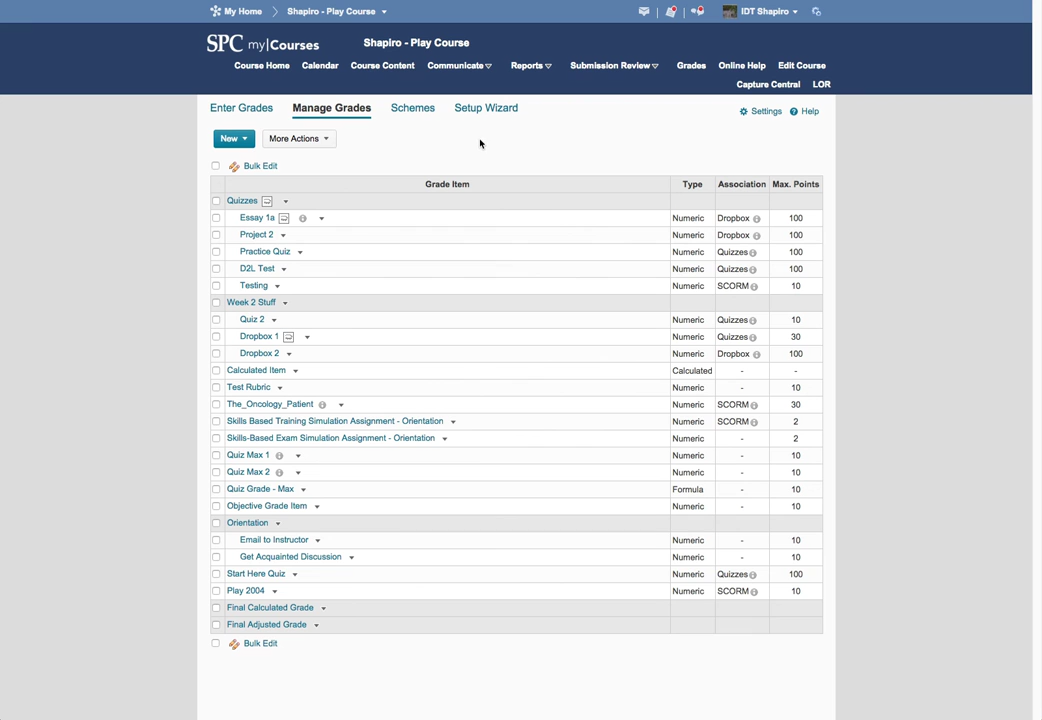 My Home Shapiro - Play Course IDT Shapiro
SPC my|Courses Shapiro - Play Course
Course Home Calendar Course Content Communicate Reports Submission Review Grades Online Help Edit Course
Capture Central LOR
Enter Grades Manage Grades Schemes Setup Wizard Settings Help
New More Actions
Bulk Edit
Grade Item Type Association Max. Points
Quizzes
Essay 1a Numeric Dropbox 100
Project 2 Numeric Dropbox 100
Practice Quiz Numeric Quizzes 100
D2L Test Numeric Quizzes 100
Testing Numeric SCORM 10
Week 2 Stuff
Quiz 2 Numeric Quizzes 10
Dropbox 1 Numeric Quizzes 30
Dropbox 2 Numeric Dropbox 100
Calculated Item Calculated - -
Test Rubric Numeric - 10
The_Oncology_Patient Numeric SCORM 30
Skills Based Training Simulation Assignment - Orientation Numeric SCORM 2
Skills-Based Exam Simulation Assignment - Orientation Numeric - 2
Quiz Max 1 Numeric - 10
Quiz Max 2 Numeric - 10
Quiz Grade - Max Formula - 10
Objective Grade Item Numeric - 10
Orientation
Email to Instructor Numeric - 10
Get Acquainted Discussion Numeric - 10
Start Here Quiz Numeric Quizzes 100
Play 2004 Numeric SCORM 10
Final Calculated Grade
Final Adjusted Grade
Bulk Edit